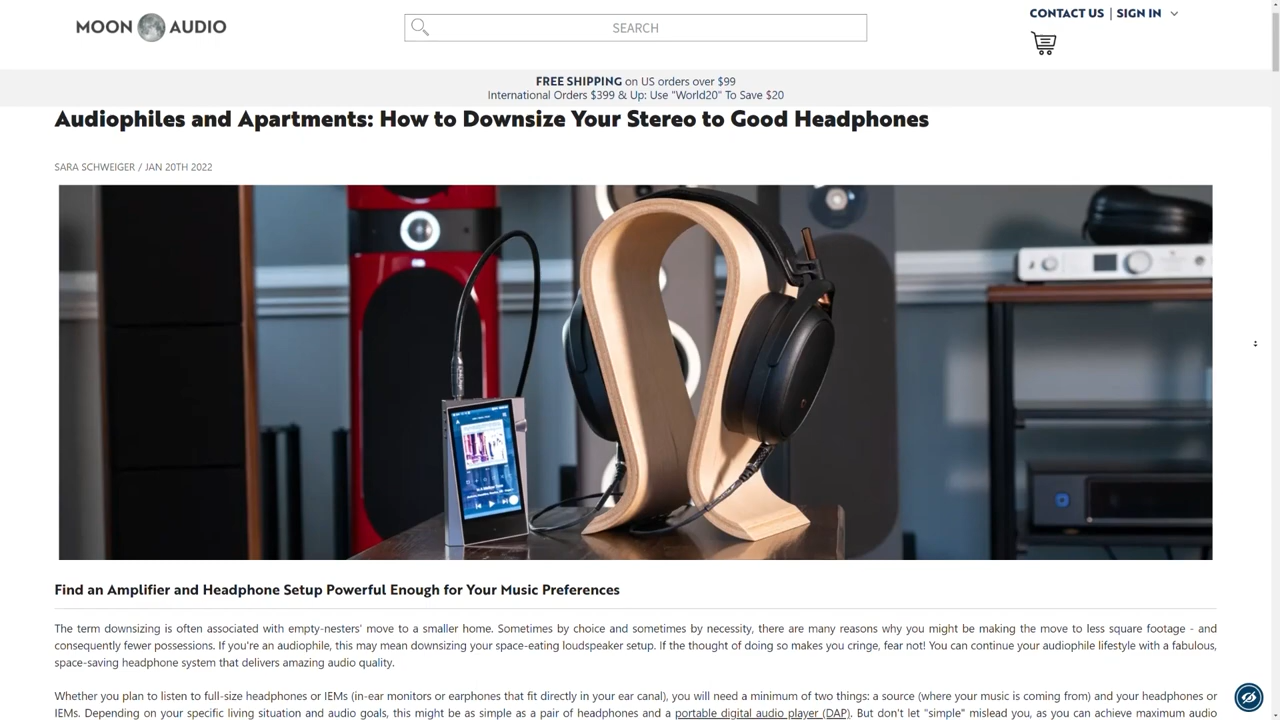 MOON AUDIO
SEARCH
CONTACT US | SIGN IN
FREE SHIPPING on US orders over $99
International Orders $399 & Up: Use "World20" To Save $20
Audiophiles and Apartments: How to Downsize Your Stereo to Good Headphones
SARA SCHWEIGER / JAN 20TH 2022
Find an Amplifier and Headphone Setup Powerful Enough for Your Music Preferences
The term downsizing is often associated with empty-nesters' move to a smaller home. Sometimes by choice and sometimes by necessity, there are many reasons why you might be making the move to less square footage - and
consequently fewer possessions. If you're an audiophile, this may mean downsizing your space-eating loudspeaker setup. If the thought of doing so makes you cringe, fear not! You can continue your audiophile lifestyle with a fabulous,
space-saving headphone system that delivers amazing audio quality.
Whether you plan to listen to full-size headphones or IEMs (in-ear monitors or earphones that fit directly in your ear canal), you will need a minimum of two things: a source (where your music is coming from) and your headphones or
IEMs. Depending on your specific living situation and audio goals, this might be as simple as a pair of headphones and a portable digital audio player (DAP). But don't let "simple" mislead you, as you can achieve maximum audio